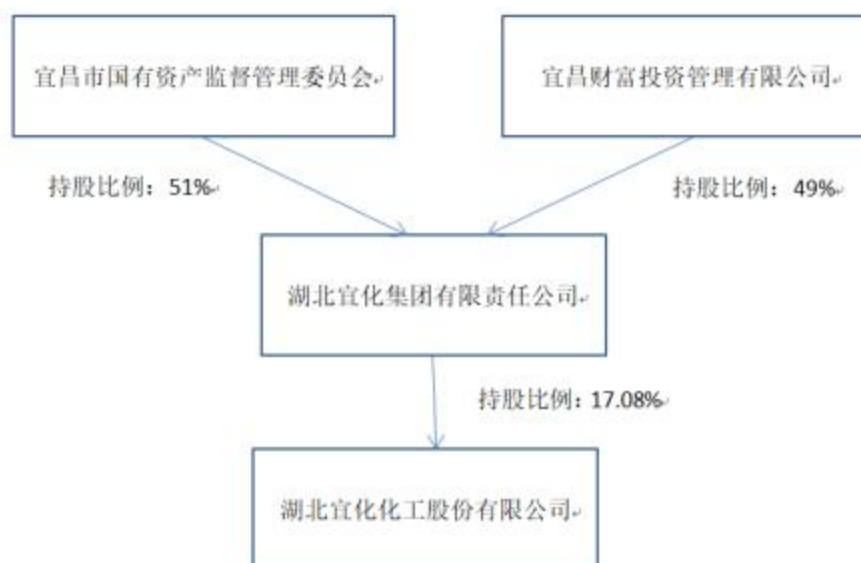 宜昌市国有资产监督管理委员会
宜昌财富投资管理有限公司
持股比例：51%
持股比例：49%
湖北宜化集团有限责任公司
持股比例：17.08%
湖北宜化化工股份有限公司